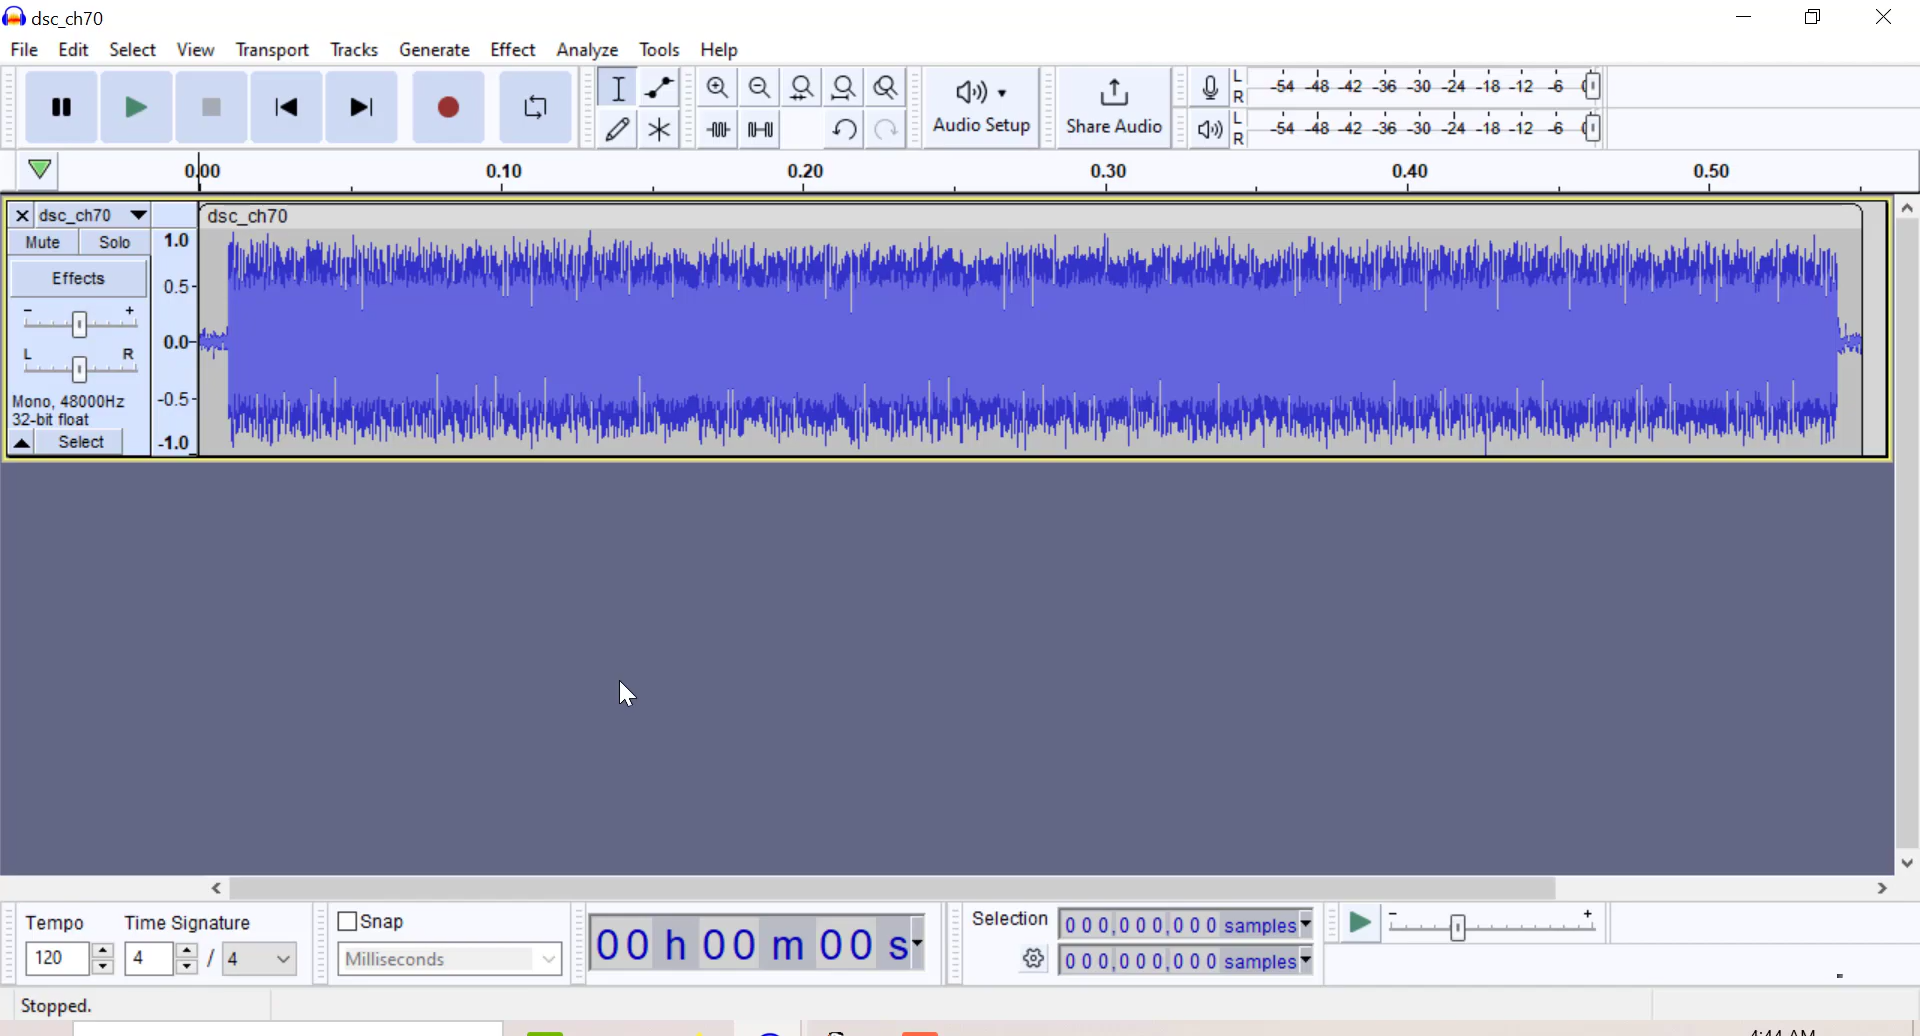 dsc_ch70
File Edit Select View Transport Tracks Generate Effect Analyze Tools Help
Audio Setup
Share Audio
L
R
-54 -48 -42 -36 -30 -24 -18 -12 -6
L
R
-54 -48 -42 -36 -30 -24 -18 -12 -6
0.00 0.10 0.20 0.30 0.40 0.50
dsc_ch70
dsc_ch70
Mute Solo
Effects
- +
L R
Mono, 48000Hz
32-bit float
Select
1.0
0.5
0.0
-0.5
-1.0
Tempo Time Signature
120 4 / 4
Snap
Milliseconds
00 h 00 m 00 s
Selection
000,000,000 samples
000,000,000 samples
- +
Stopped.